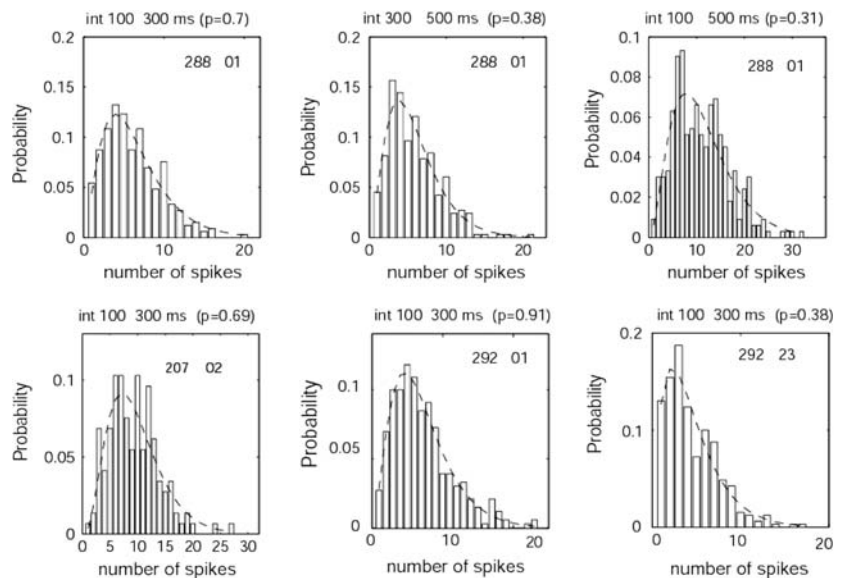 int 100 300 ms (p=0.7)
int 300 500 ms (p=0.38)
int 100 500 ms (p=0.31)
0.2
0.15
0.1
0.05
0
Probability
288 01
0 10 20
number of spikes
0.2
0.15
0.1
0.05
0
Probability
288 01
0 10 20
number of spikes
0.1
0.08
0.06
0.04
0.02
0
Probability
288 01
0 10 20 30
number of spikes
int 100 300 ms (p=0.69)
int 100 300 ms (p=0.91)
int 100 300 ms (p=0.38)
0.1
0.05
0
Probability
207 02
0 5 10 15 20 25 30
number of spikes
0.1
0.05
0
Probability
292 01
0 10 20
number of spikes
0.2
0.1
0
Probability
292 23
0 10 20
number of spikes